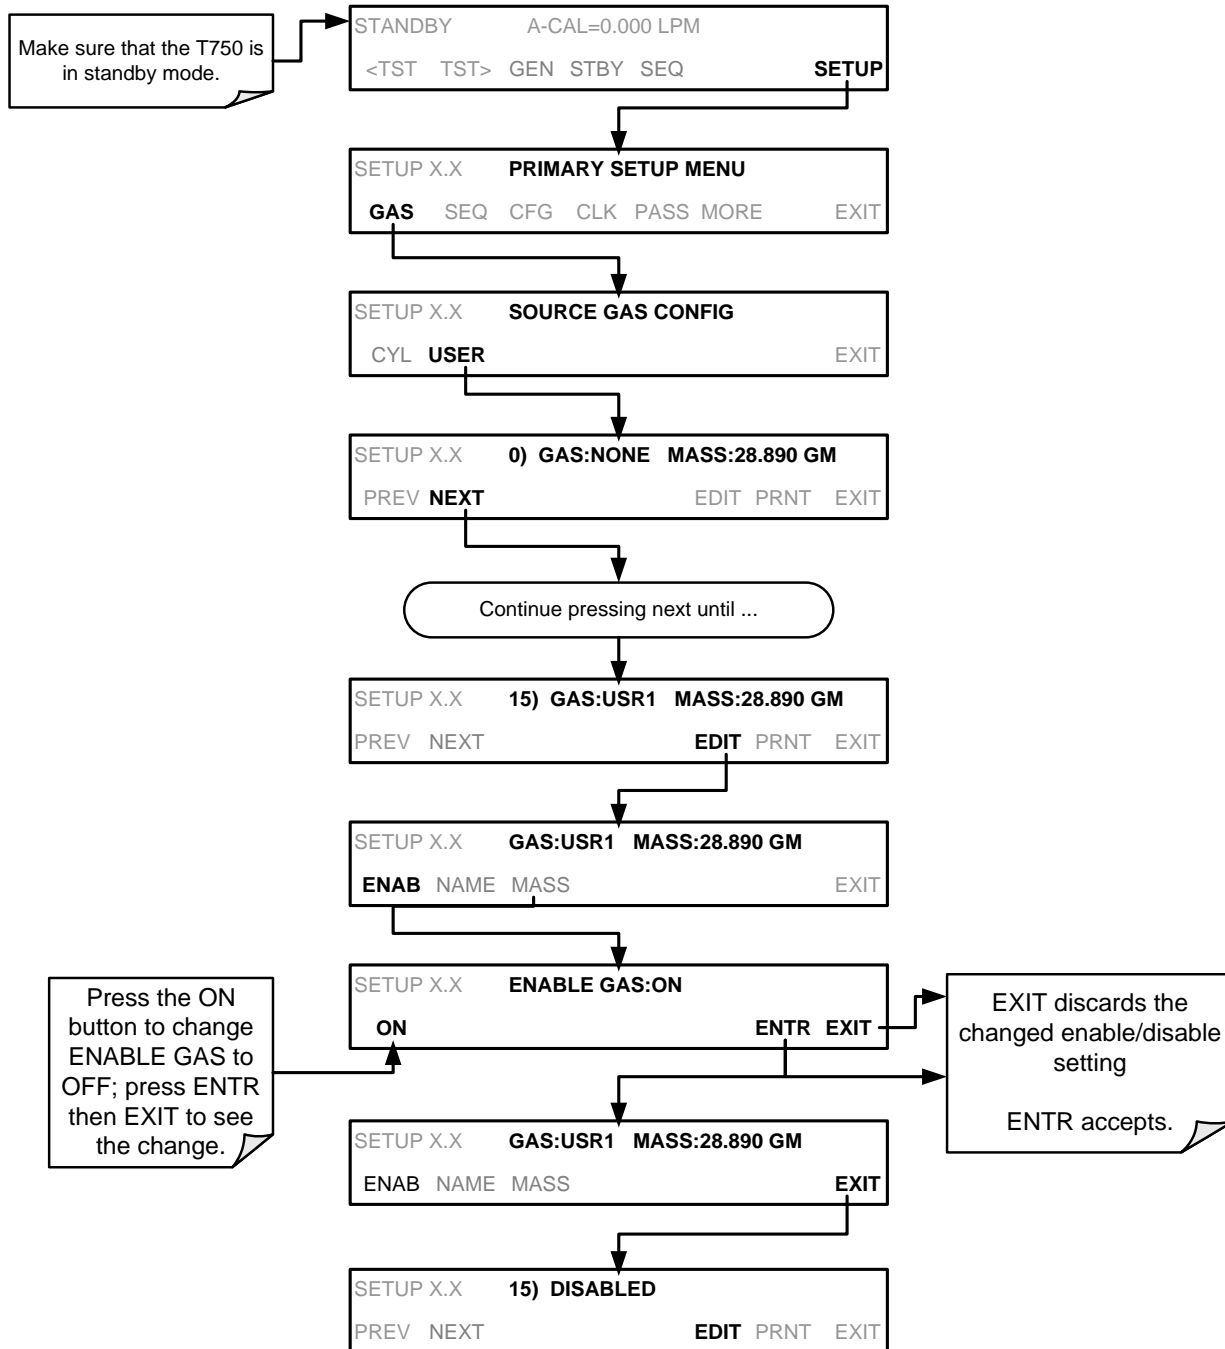 Make sure that the T750 is
in standby mode.
STANDBY A-CAL=0.000 LPM
<TST TST> GEN STBY SEQ SETUP
SETUP X.X PRIMARY SETUP MENU
GAS SEQ CFG CLK PASS MORE EXIT
SETUP X.X SOURCE GAS CONFIG
CYL USER EXIT
SETUP X.X 0) GAS:NONE MASS:28.890 GM
PREV NEXT EDIT PRNT EXIT
Continue pressing next until ...
SETUP X.X 15) GAS:USR1 MASS:28.890 GM
PREV NEXT EDIT PRNT EXIT
SETUP X.X GAS:USR1 MASS:28.890 GM
ENAB NAME MASS EXIT
SETUP X.X ENABLE GAS:ON
ON ENTR EXIT
Press the ON
button to change
ENABLE GAS to
OFF; press ENTR
then EXIT to see
the change.
EXIT discards the
changed enable/disable
setting
ENTR accepts.
SETUP X.X GAS:USR1 MASS:28.890 GM
ENAB NAME MASS EXIT
SETUP X.X 15) DISABLED
PREV NEXT EDIT PRNT EXIT